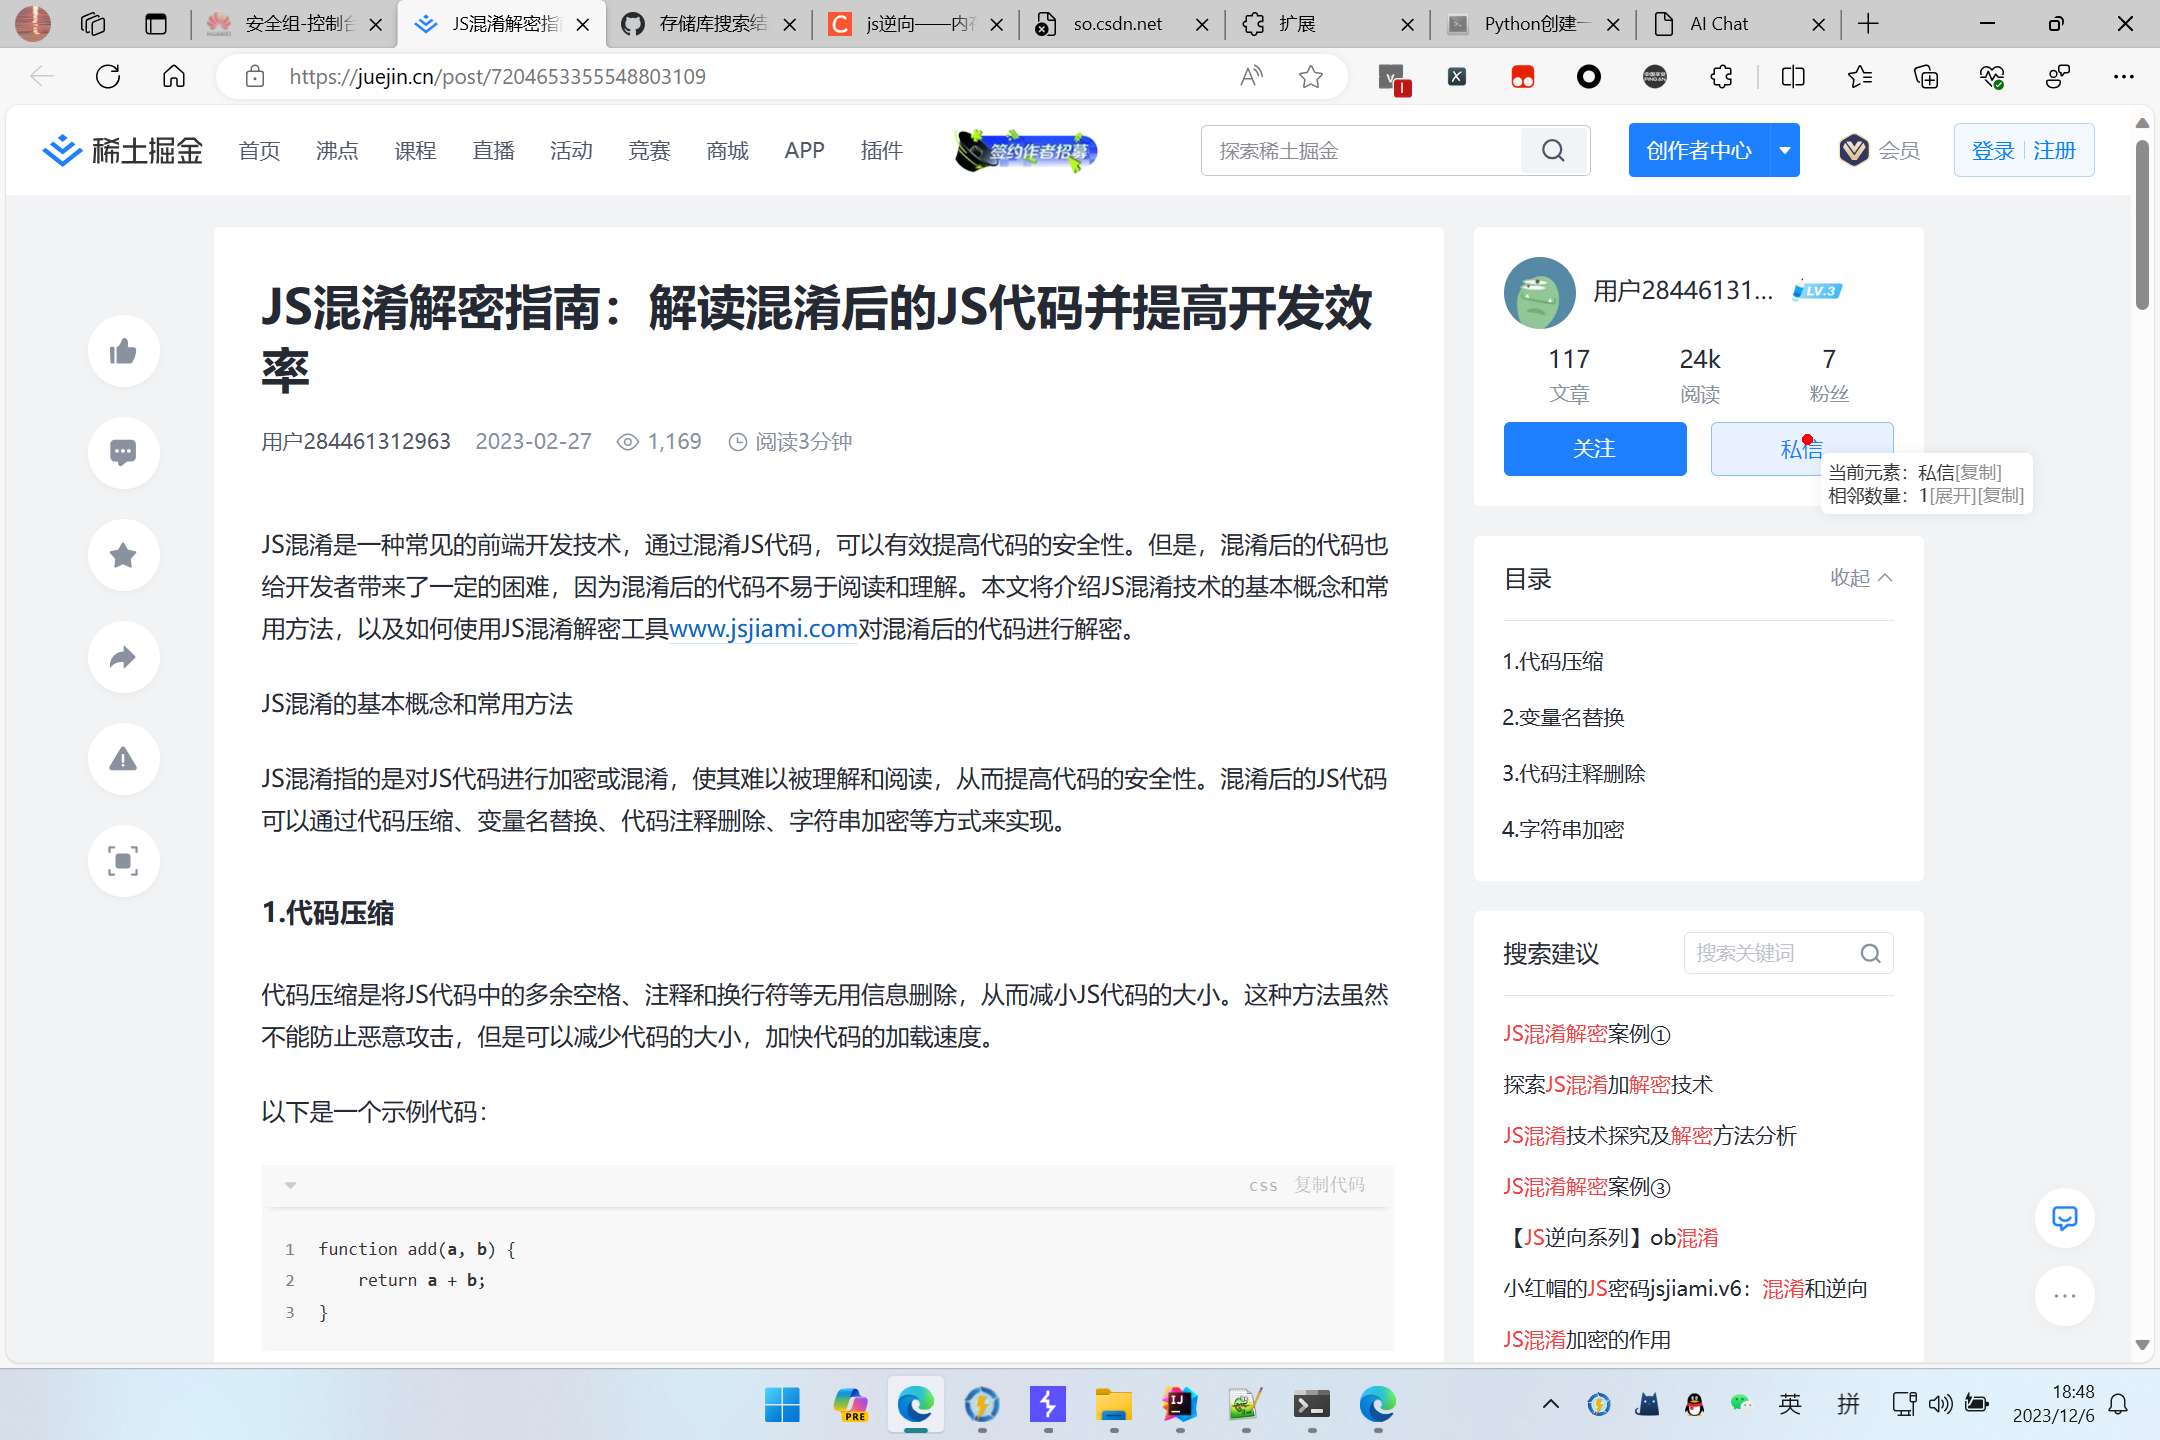 安全组-控制台
JS混淆解密指
存储库搜索结
js逆向——内存
so.csdn.net
扩展
Python创建一
AI Chat
https://juejin.cn/post/7204653355548803109
稀土掘金
首页
沸点
课程
直播
活动
竞赛
商城
APP
插件
签约作者招募
探索稀土掘金
创作者中心
会员
登录
注册
JS混淆解密指南：解读混淆后的JS代码并提高开发效
率
用户284461312963 2023-02-27 1,169 阅读3分钟
JS混淆是一种常见的前端开发技术，通过混淆JS代码，可以有效提高代码的安全性。但是，混淆后的代码也
给开发者带来了一定的困难，因为混淆后的代码不易于阅读和理解。本文将介绍JS混淆技术的基本概念和常
用方法，以及如何使用JS混淆解密工具www.jsjiami.com对混淆后的代码进行解密。
JS混淆的基本概念和常用方法
JS混淆指的是对JS代码进行加密或混淆，使其难以被理解和阅读，从而提高代码的安全性。混淆后的JS代码
可以通过代码压缩、变量名替换、代码注释删除、字符串加密等方式来实现。
1.代码压缩
代码压缩是将JS代码中的多余空格、注释和换行符等无用信息删除，从而减小JS代码的大小。这种方法虽然
不能防止恶意攻击，但是可以减少代码的大小，加快代码的加载速度。
以下是一个示例代码：
css 复制代码
1 function add(a, b) {
2 return a + b;
3 }
用户28446131... LV.3
117 24k 7
文章 阅读 粉丝
关注 私信
当前元素：私信[复制]
相邻数量：1[展开][复制]
目录 收起
1.代码压缩
2.变量名替换
3.代码注释删除
4.字符串加密
搜索建议 搜索关键词
JS混淆解密案例①
探索JS混淆加解密技术
JS混淆技术探究及解密方法分析
JS混淆解密案例③
【JS逆向系列】ob混淆
小红帽的JS密码jsjiami.v6：混淆和逆向
JS混淆加密的作用
PRE
英 拼
18:48
2023/12/6